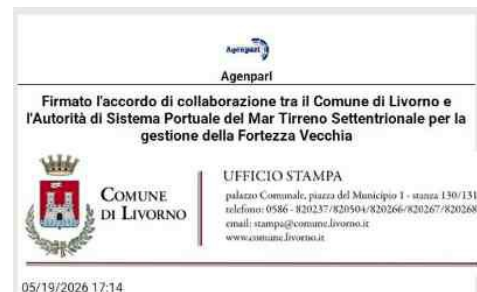 Agenparl
Agenparl
Firmato l'accordo di collaborazione tra il Comune di Livorno e
l'Autorità di Sistema Portuale del Mar Tirreno Settentrionale per la
gestione della Fortezza Vecchia
COMUNE
DI LIVORNO
UFFICIO STAMPA
palazzo Comunale, piazza del Municipio 1 - stanza 130/131
telefono: 0586 - 820237/820504/820266/820267/820268
email: stampa@comune.livorno.it
www.comune.livorno.it
05/19/2026 17:14